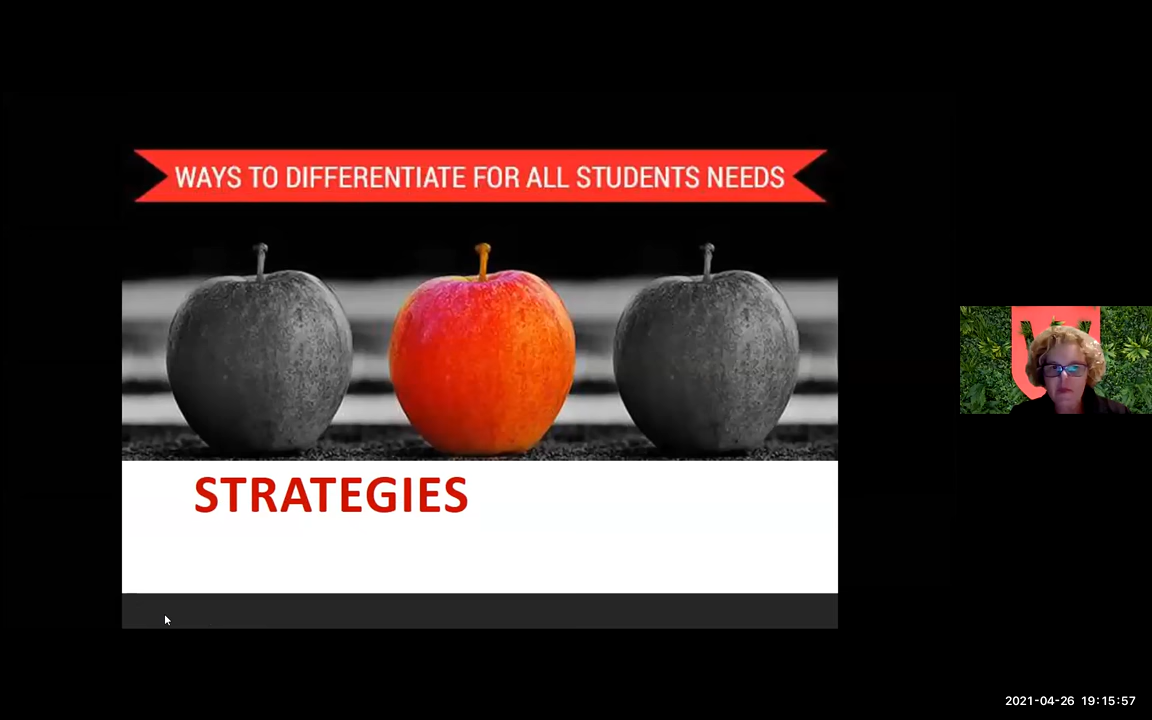 WAYS TO DIFFERENTIATE FOR ALL STUDENTS NEEDS
STRATEGIES
2021-04-26 19:15:57